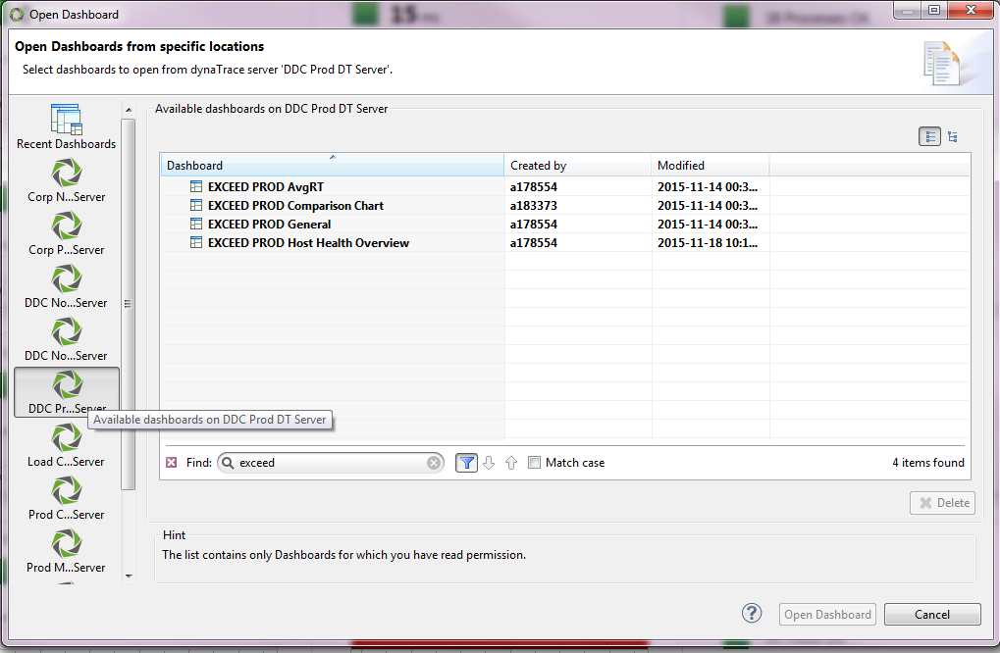 Open Dashboard
15 ms
Open Dashboards from specific locations
Select dashboards to open from dynaTrace server 'DDC Prod DT Server'.
Recent Dashboards
Corp N...Server
Corp P...Server
DDC No...Server
DDC No...Server
DDC Pr...Server
Load C...Server
Prod C...Server
Prod M...Server
Available dashboards on DDC Prod DT Server
Dashboard Created by Modified
EXCEED PROD AvgRT a178554 2015-11-14 00:3...
EXCEED PROD Comparison Chart a183373 2015-11-14 00:3...
EXCEED PROD General a178554 2015-11-14 00:3...
EXCEED PROD Host Health Overview a178554 2015-11-18 10:1...
Available dashboards on DDC Prod DT Server
Find: exceed Match case 4 items found
Delete
Hint
The list contains only Dashboards for which you have read permission.
? Open Dashboard Cancel